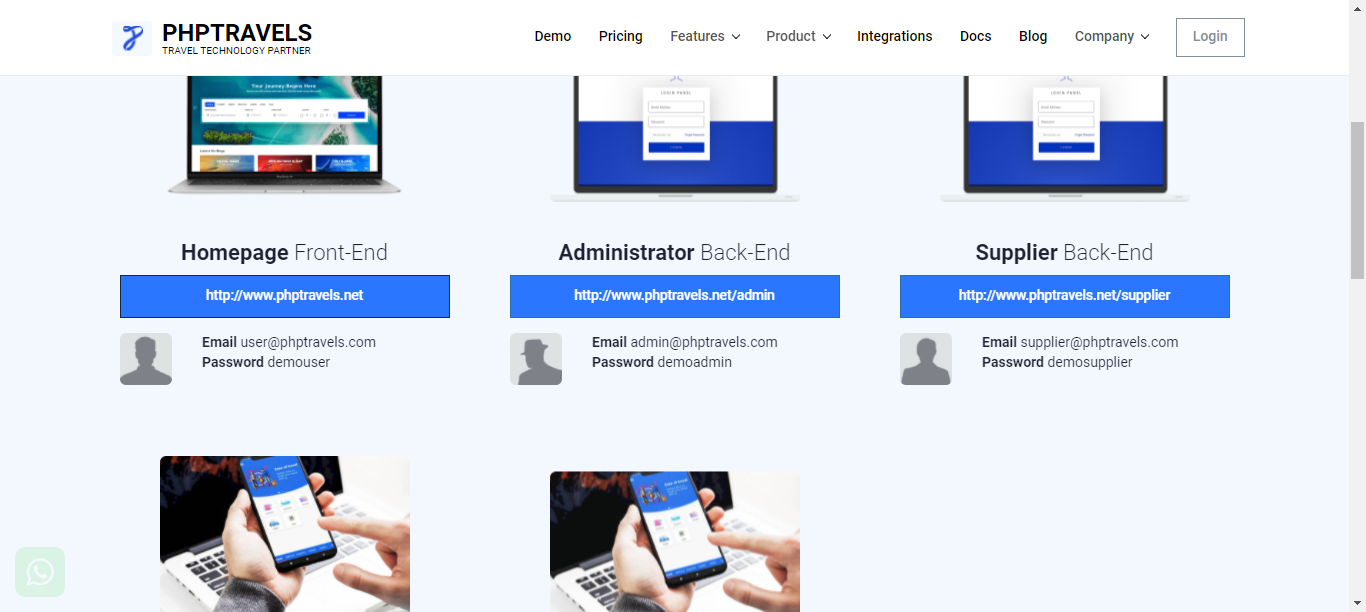 PHPTRAVELS
TRAVEL TECHNOLOGY PARTNER
Demo Pricing Features Product Integrations Docs Blog Company Login
Your Journey Begins Here
LOGIN PANEL
LOGIN PANEL
Homepage Front-End
http://www.phptravels.net
Email user@phptravels.com
Password demouser
Administrator Back-End
http://www.phptravels.net/admin
Email admin@phptravels.com
Password demoadmin
Supplier Back-End
http://www.phptravels.net/supplier
Email supplier@phptravels.com
Password demosupplier